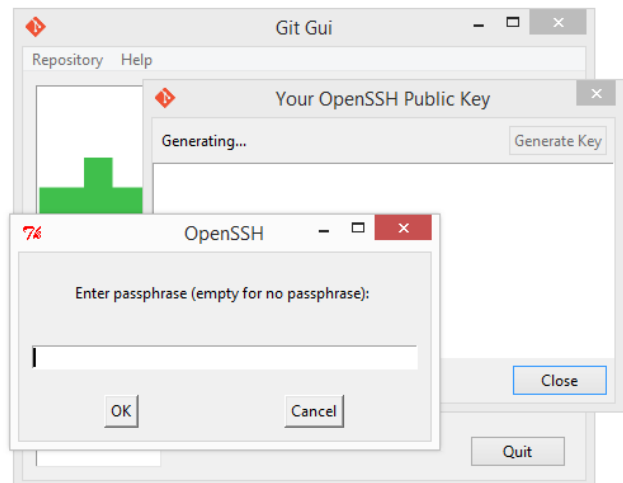 Git Gui
Repository Help
Your OpenSSH Public Key
Generating...
Generate Key
OpenSSH
Enter passphrase (empty for no passphrase):
OK
Cancel
Close
Quit